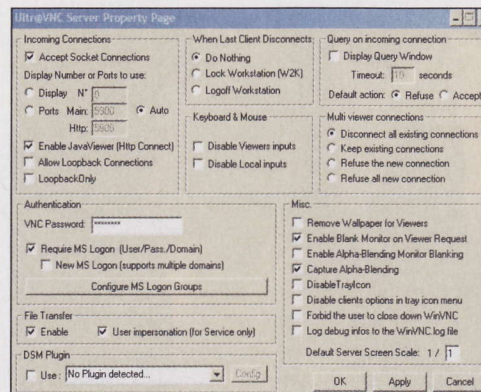 Ultr@VNC Server Property Page
Incoming Connections
Accept Socket Connections
Display Number or Ports to use:
Display N° 0
Ports Main: 5900 Auto
Http: 5800
Enable JavaViewer (Http Connect)
Allow Loopback Connections
LoopbackOnly
When Last Client Disconnects
Do Nothing
Lock Workstation (W2K)
Logoff Workstation
Query on incoming connection
Display Query Window
Timeout: 10 seconds
Default action: Refuse Accept
Keyboard & Mouse
Disable Viewers inputs
Disable Local inputs
Multi viewer connections
Disconnect all existing connections
Keep existing connections
Refuse the new connection
Refuse all new connection
Authentication
VNC Password: ********
Require MS Logon (User/Pass./Domain)
New MS Logon (supports multiple domains)
Configure MS Logon Groups
File Transfer
Enable User impersonation (for Service only)
DSM Plugin
Use : No Plugin detected... Config
Misc.
Remove Wallpaper for Viewers
Enable Blank Monitor on Viewer Request
Enable Alpha-Blending Monitor Blanking
Capture Alpha-Blending
DisableTrayIcon
Disable clients options in tray icon menu
Forbid the user to close down WinVNC
Log debug infos to the WinVNC.log file
Default Server Screen Scale: 1 / 1
OK Apply Cancel